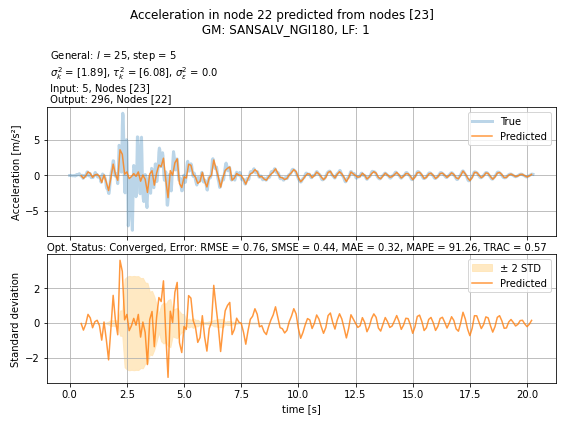 Acceleration in node 22 predicted from nodes [23]
GM: SANSALV_NGI180, LF: 1
General: l = 25, step = 5
σ²ₖ = [1.89], τ²ₖ = [6.08], σ²ε = 0.0
Input: 5, Nodes [23]
Output: 296, Nodes [22]
True
Predicted
Acceleration [m/s²]
5
0
−5
Opt. Status: Converged, Error: RMSE = 0.76, SMSE = 0.44, MAE = 0.32, MAPE = 91.26, TRAC = 0.57
± 2 STD
Predicted
Standard deviation
2
0
−2
0.0 2.5 5.0 7.5 10.0 12.5 15.0 17.5 20.0
time [s]